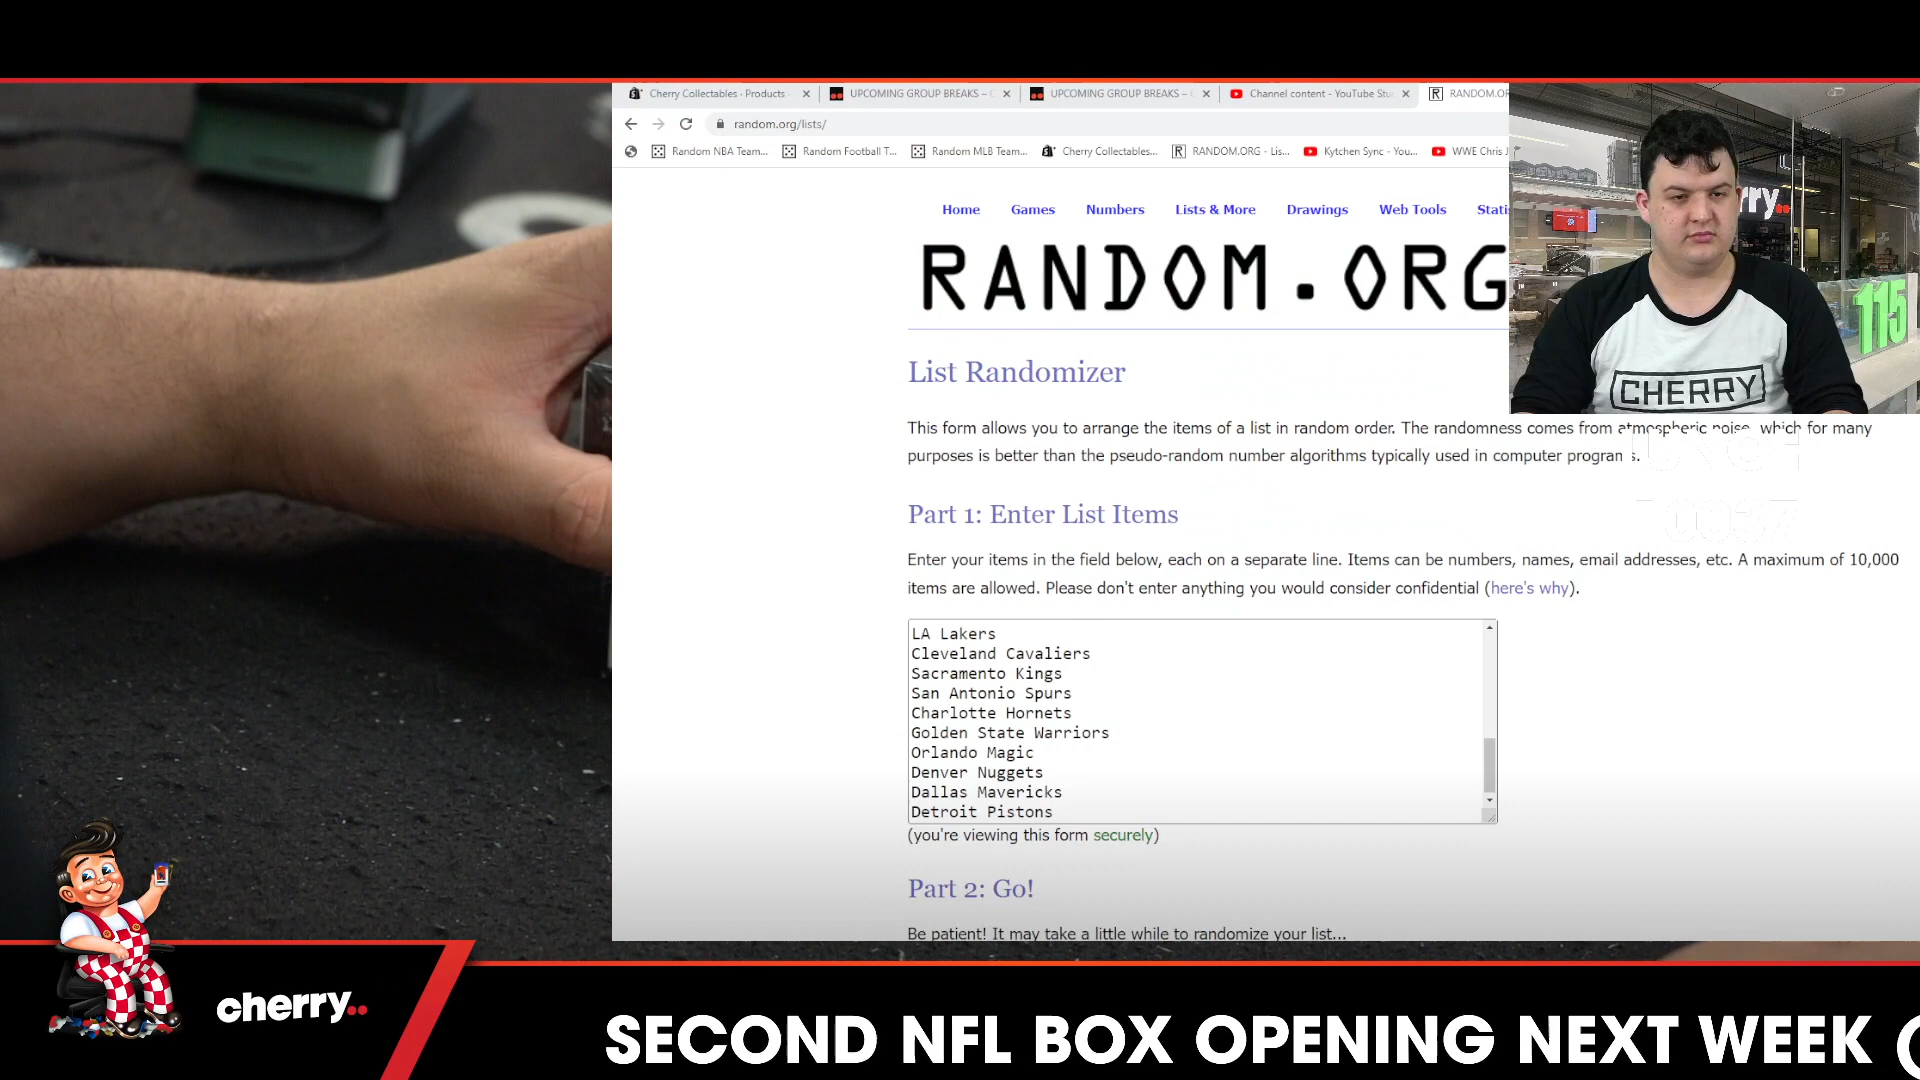 Cherry Collectables · Products
UPCOMING GROUP BREAKS –
UPCOMING GROUP BREAKS –
Channel content - YouTube Stu
RANDOM.OR
random.org/lists/
Random NBA Team...
Random Football T...
Random MLB Team...
Cherry Collectables...
RANDOM.ORG - Lis...
Kytchen Sync - You...
WWE Chris J
Home Games Numbers Lists & More Drawings Web Tools Statis
RANDOM.ORG
rry..
115
CHERRY
List Randomizer
This form allows you to arrange the items of a list in random order. The randomness comes from atmospheric noise, which for many
purposes is better than the pseudo-random number algorithms typically used in computer programs.
Part 1: Enter List Items
Enter your items in the field below, each on a separate line. Items can be numbers, names, email addresses, etc. A maximum of 10,000
items are allowed. Please don't enter anything you would consider confidential (here's why).
LA Lakers
Cleveland Cavaliers
Sacramento Kings
San Antonio Spurs
Charlotte Hornets
Golden State Warriors
Orlando Magic
Denver Nuggets
Dallas Mavericks
Detroit Pistons
(you're viewing this form securely)
Part 2: Go!
Be patient! It may take a little while to randomize your list...
cherry..
SECOND NFL BOX OPENING NEXT WEEK